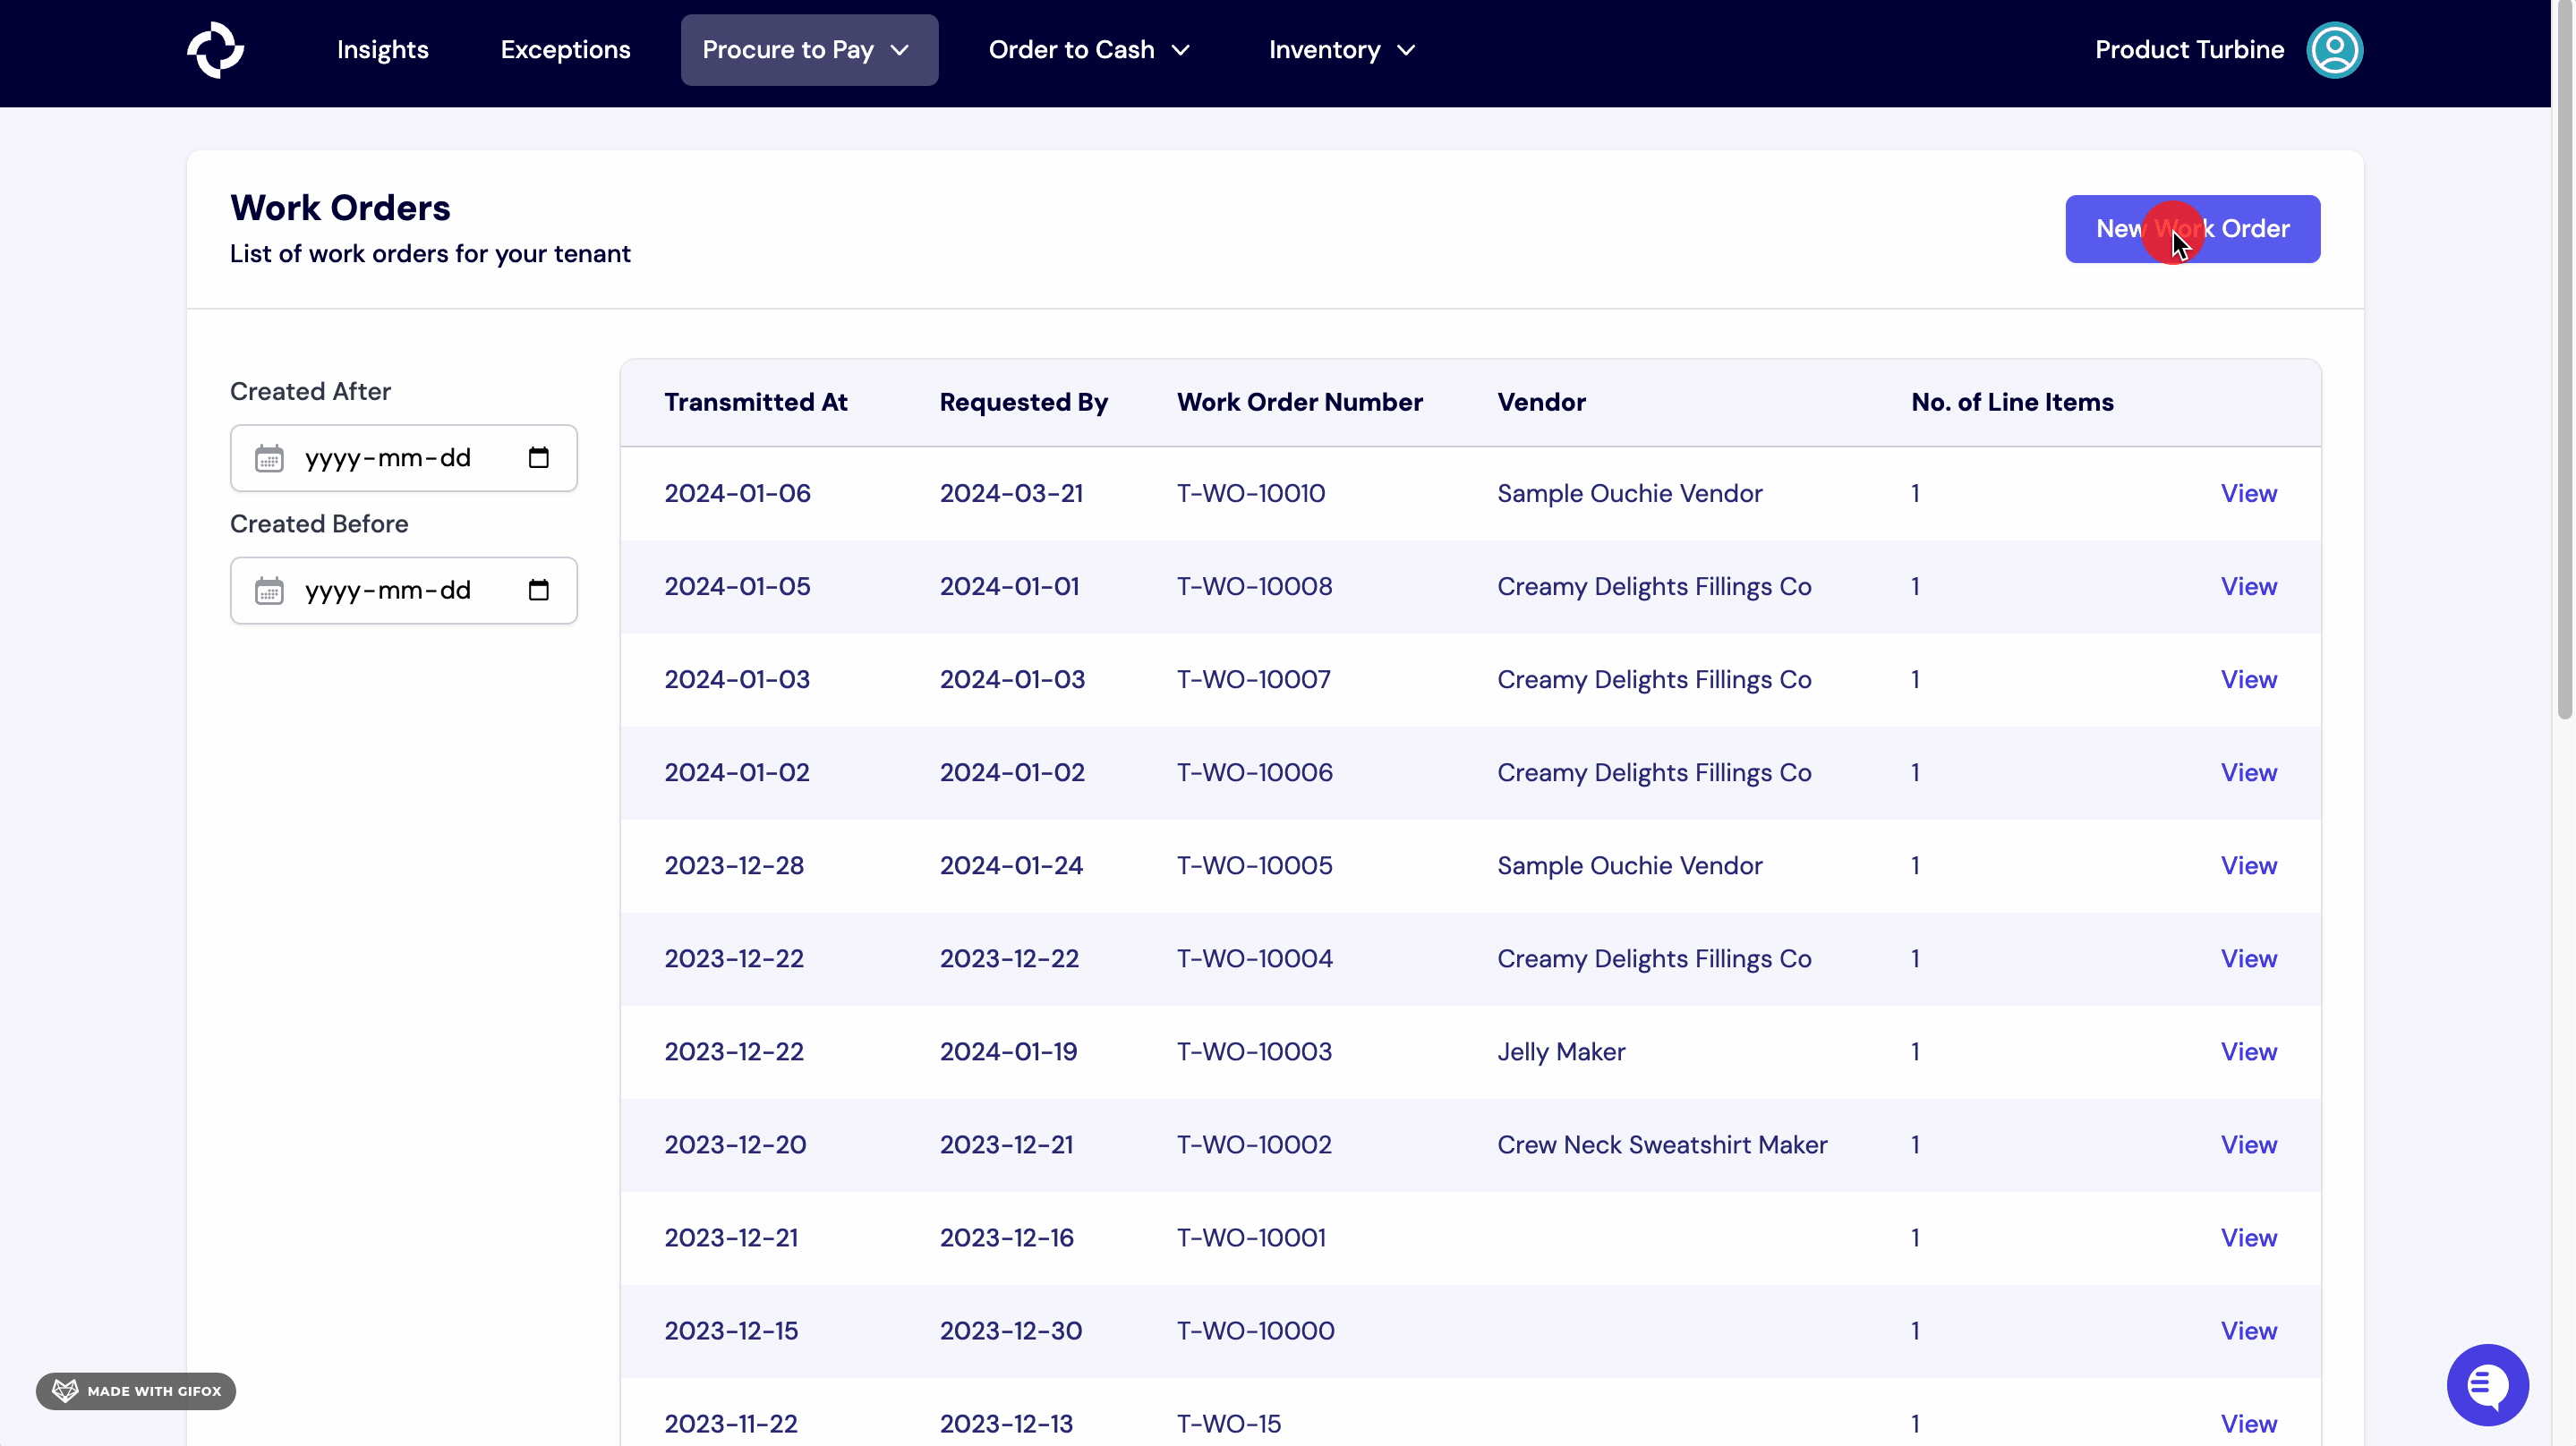 Insights Exceptions Procure to Pay Order to Cash Inventory Product Turbine
Work Orders
List of work orders for your tenant
New Work Order
Created After
yyyy-mm-dd
Created Before
yyyy-mm-dd
Transmitted At Requested By Work Order Number Vendor No. of Line Items
2024-01-06 2024-03-21 T-WO-10010 Sample Ouchie Vendor 1 View
2024-01-05 2024-01-01 T-WO-10008 Creamy Delights Fillings Co 1 View
2024-01-03 2024-01-03 T-WO-10007 Creamy Delights Fillings Co 1 View
2024-01-02 2024-01-02 T-WO-10006 Creamy Delights Fillings Co 1 View
2023-12-28 2024-01-24 T-WO-10005 Sample Ouchie Vendor 1 View
2023-12-22 2023-12-22 T-WO-10004 Creamy Delights Fillings Co 1 View
2023-12-22 2024-01-19 T-WO-10003 Jelly Maker 1 View
2023-12-20 2023-12-21 T-WO-10002 Crew Neck Sweatshirt Maker 1 View
2023-12-21 2023-12-16 T-WO-10001 1 View
2023-12-15 2023-12-30 T-WO-10000 1 View
2023-11-22 2023-12-13 T-WO-15 1 View
MADE WITH GIFOX